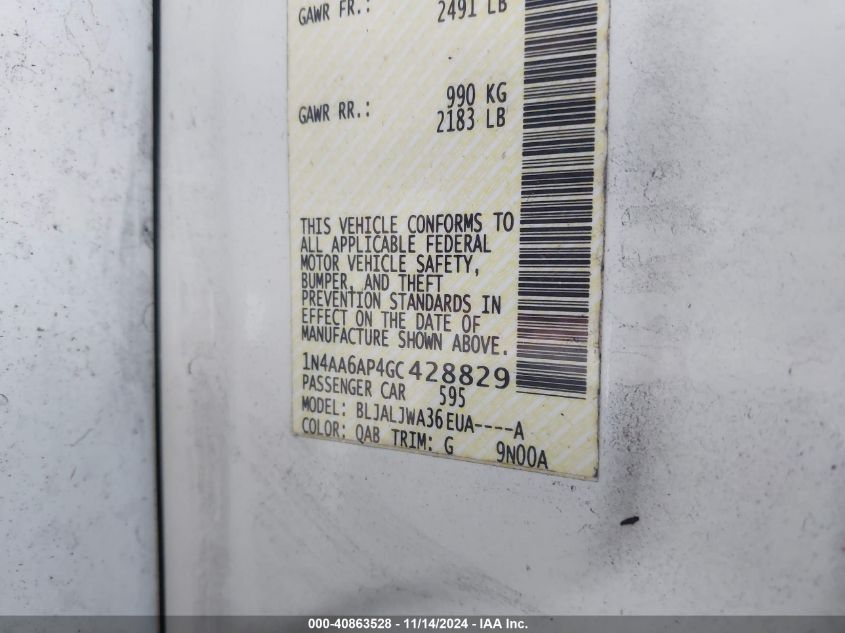 GAWR FR.: 2491 LB
990 KG
GAWR RR.: 2183 LB
THIS VEHICLE CONFORMS TO
ALL APPLICABLE FEDERAL
MOTOR VEHICLE SAFETY,
BUMPER, AND THEFT
PREVENTION STANDARDS IN
EFFECT ON THE DATE OF
MANUFACTURE SHOWN ABOVE.
1N4AA6AP4GC428829
PASSENGER CAR 595
MODEL: BLJALJWA36EUA----A
COLOR: QAB TRIM: G 9N00A
000-40863528 - 11/14/2024 - IAA Inc.